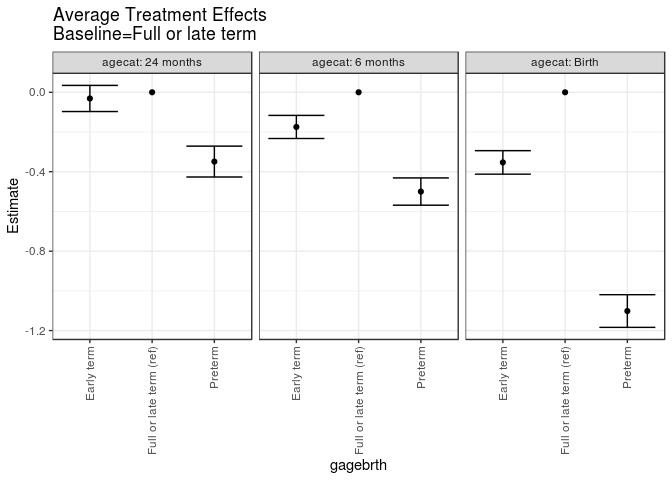 Average Treatment Effects
Baseline=Full or late term
agecat: 24 months
agecat: 6 months
agecat: Birth
0.0
-0.4
-0.8
-1.2
Estimate
Early term
Full or late term (ref)
Preterm
Early term
Full or late term (ref)
Preterm
Early term
Full or late term (ref)
Preterm
gagebrth